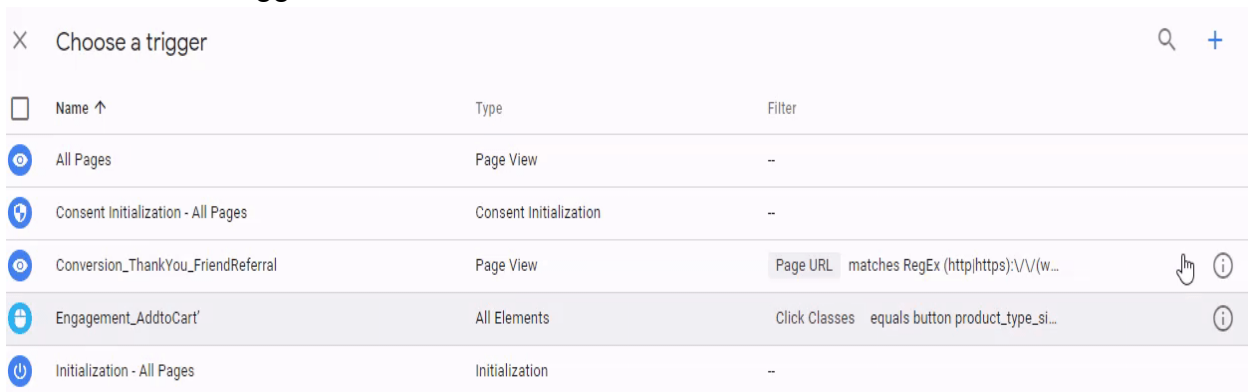 Choose a trigger
Name ↑ Type Filter
All Pages Page View --
Consent Initialization - All Pages Consent Initialization --
Conversion_ThankYou_FriendReferral Page View Page URL matches RegEx (http|https):\/\/(w...
Engagement_AddtoCart' All Elements Click Classes equals button product_type_si...
Initialization - All Pages Initialization --